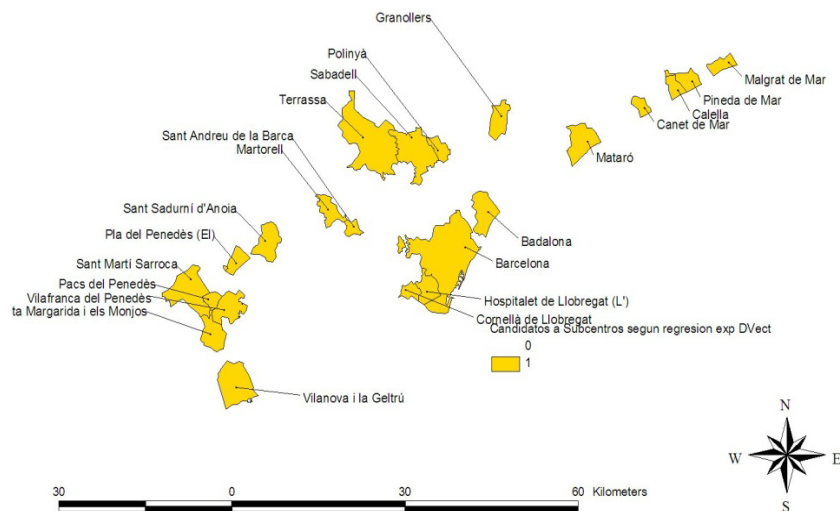 Granollers
Polinyà
Sabadell
Terrassa
Malgrat de Mar
Pineda de Mar
Calella
Canet de Mar
Mataró
Sant Andreu de la Barca
Martorell
Sant Sadurní d'Anoia
Pla del Penedès (El)
Sant Martí Sarroca
Pacs del Penedès
Vilafranca del Penedès
ta Margarida i els Monjos
Badalona
Barcelona
Hospitalet de Llobregat (L')
Cornellà de Llobregat
Candidatos a Subcentros segun regresion exp DVect
0
1
Vilanova i la Geltrú
N
W E
S
30 0 30 60 Kilometers